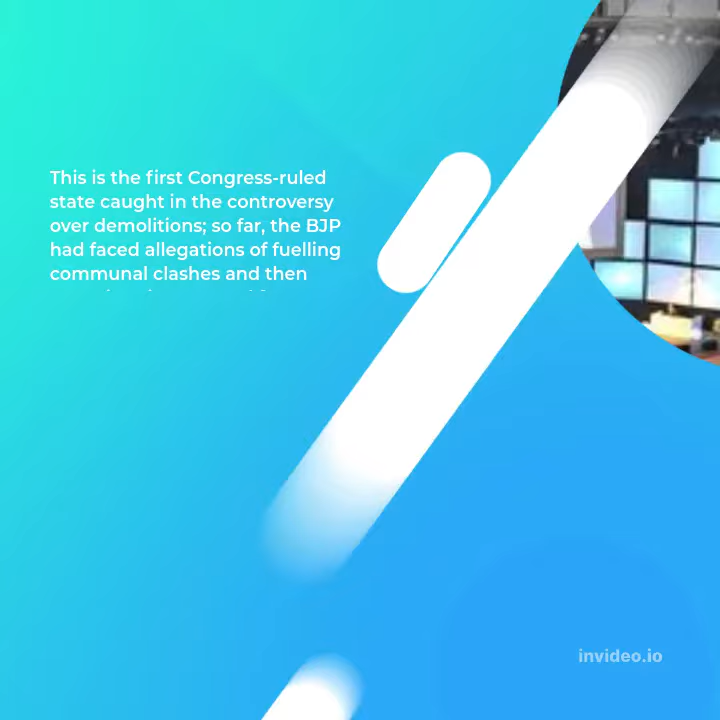 This is the first Congress-ruled
state caught in the controversy
over demolitions; so far, the BJP
had faced allegations of fuelling
communal clashes and then
invideo.io